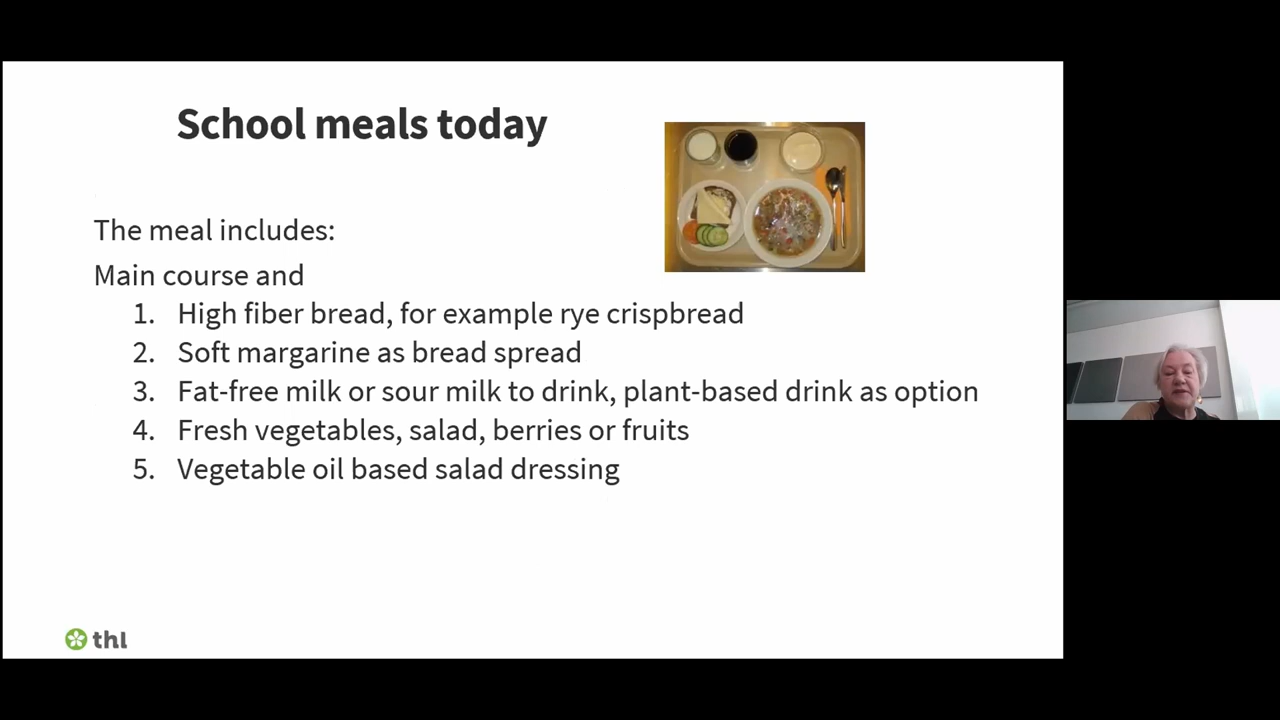 School meals today
The meal includes:
Main course and
1. High fiber bread, for example rye crispbread
2. Soft margarine as bread spread
3. Fat-free milk or sour milk to drink, plant-based drink as option
4. Fresh vegetables, salad, berries or fruits
5. Vegetable oil based salad dressing
thl